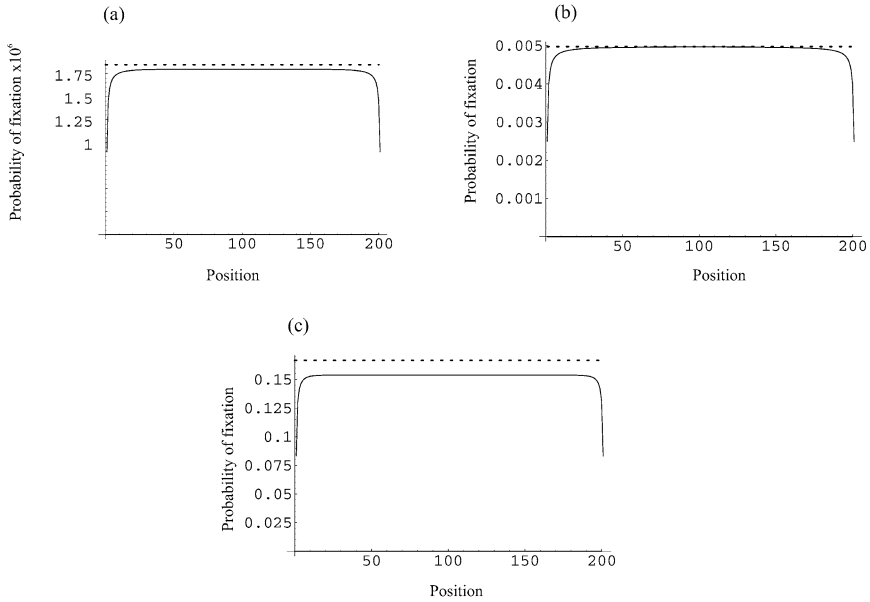 (a)
Probability of fixation x10⁶
1.75
1.5
1.25
1
50 100 150 200
Position
(b)
Probability of fixation
0.005
0.004
0.003
0.002
0.001
50 100 150 200
Position
(c)
Probability of fixation
0.15
0.125
0.1
0.075
0.05
0.025
50 100 150 200
Position